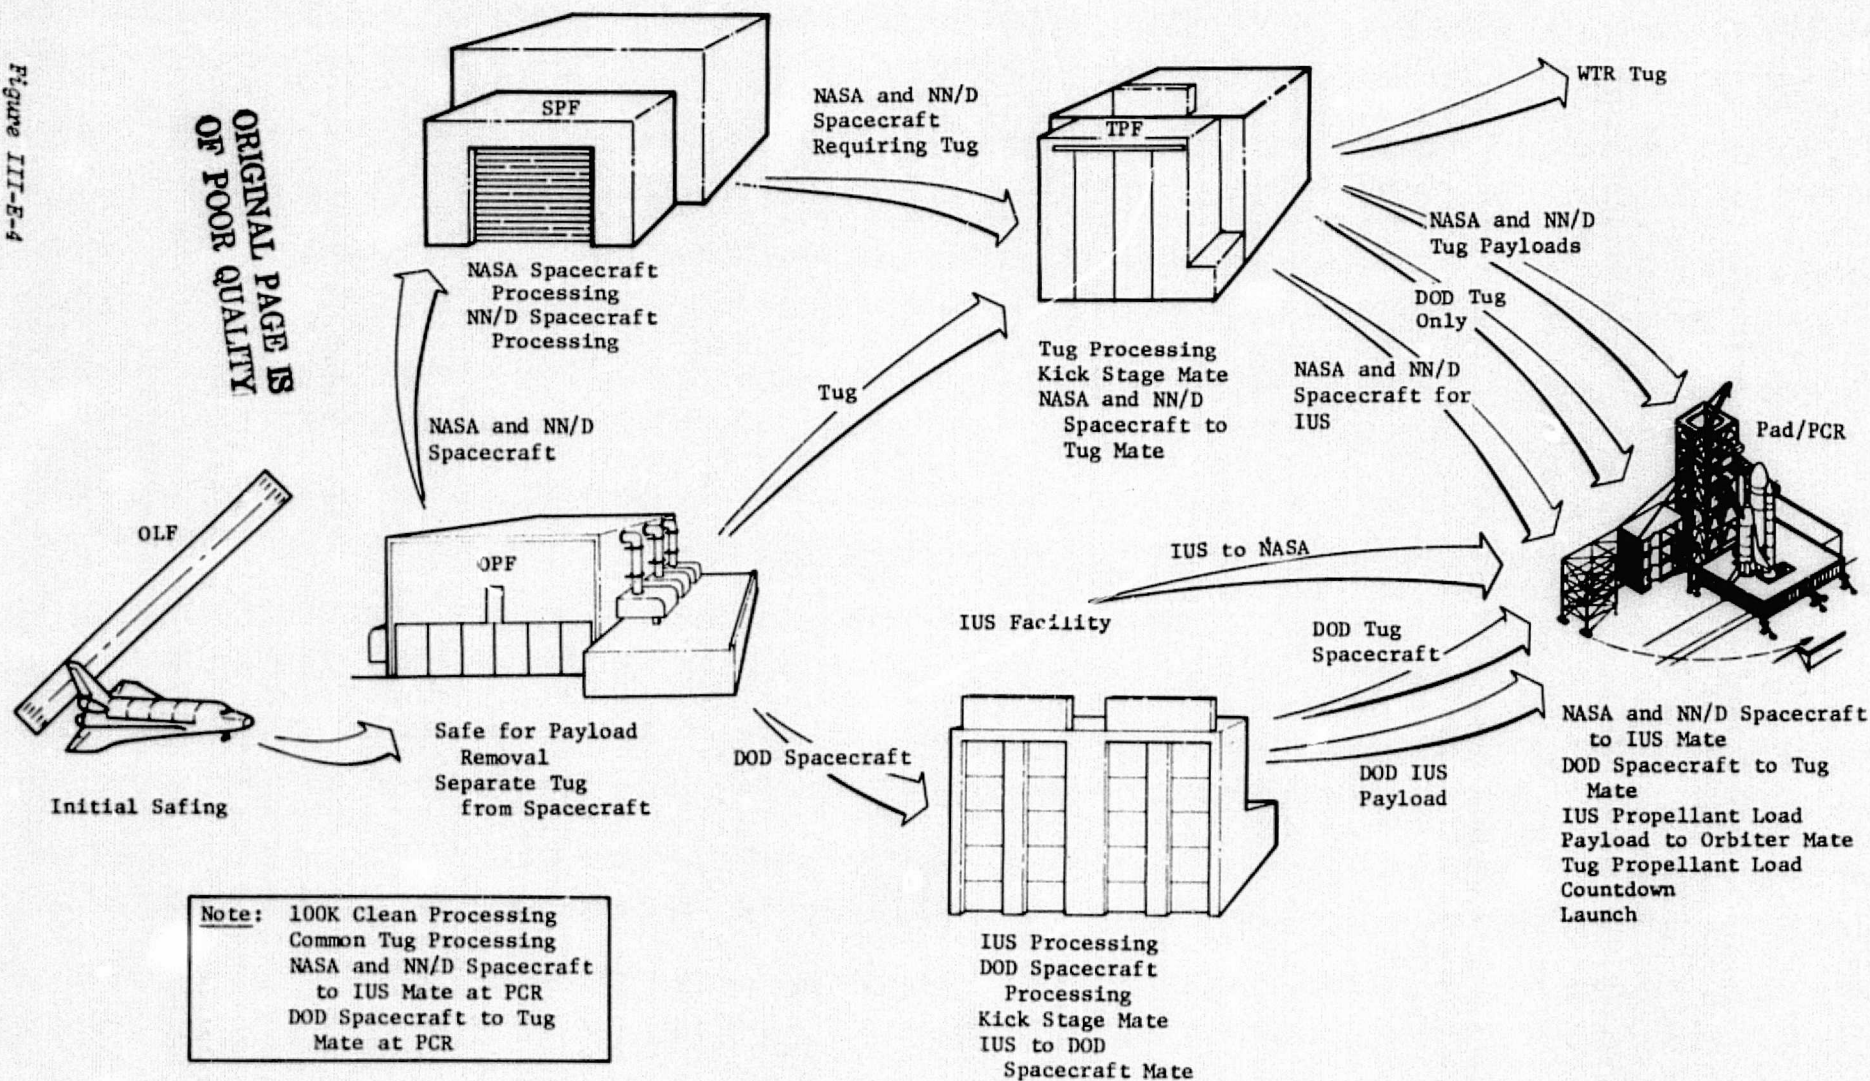 Figure III-E-4
ORIGINAL PAGE IS
OF POOR QUALITY
SPF
NASA Spacecraft
Processing
NN/D Spacecraft
Processing
NASA and NN/D
Spacecraft
Requiring Tug
TPF
Tug Processing
Kick Stage Mate
NASA and NN/D
Spacecraft to
Tug Mate
WTR Tug
NASA and NN/D
Tug Payloads
DOD Tug
Only
NASA and NN/D
Spacecraft for
IUS
Pad/PCR
NASA and NN/D
Spacecraft
Tug
OLF
Initial Safing
OPF
Safe for Payload
Removal
Separate Tug
from Spacecraft
DOD Spacecraft
IUS to NASA
IUS Facility
DOD Tug
Spacecraft
DOD IUS
Payload
IUS Processing
DOD Spacecraft
Processing
Kick Stage Mate
IUS to DOD
Spacecraft Mate
NASA and NN/D Spacecraft
to IUS Mate
DOD Spacecraft to Tug
Mate
IUS Propellant Load
Payload to Orbiter Mate
Tug Propellant Load
Countdown
Launch
Note: 100K Clean Processing
Common Tug Processing
NASA and NN/D Spacecraft
to IUS Mate at PCR
DOD Spacecraft to Tug
Mate at PCR